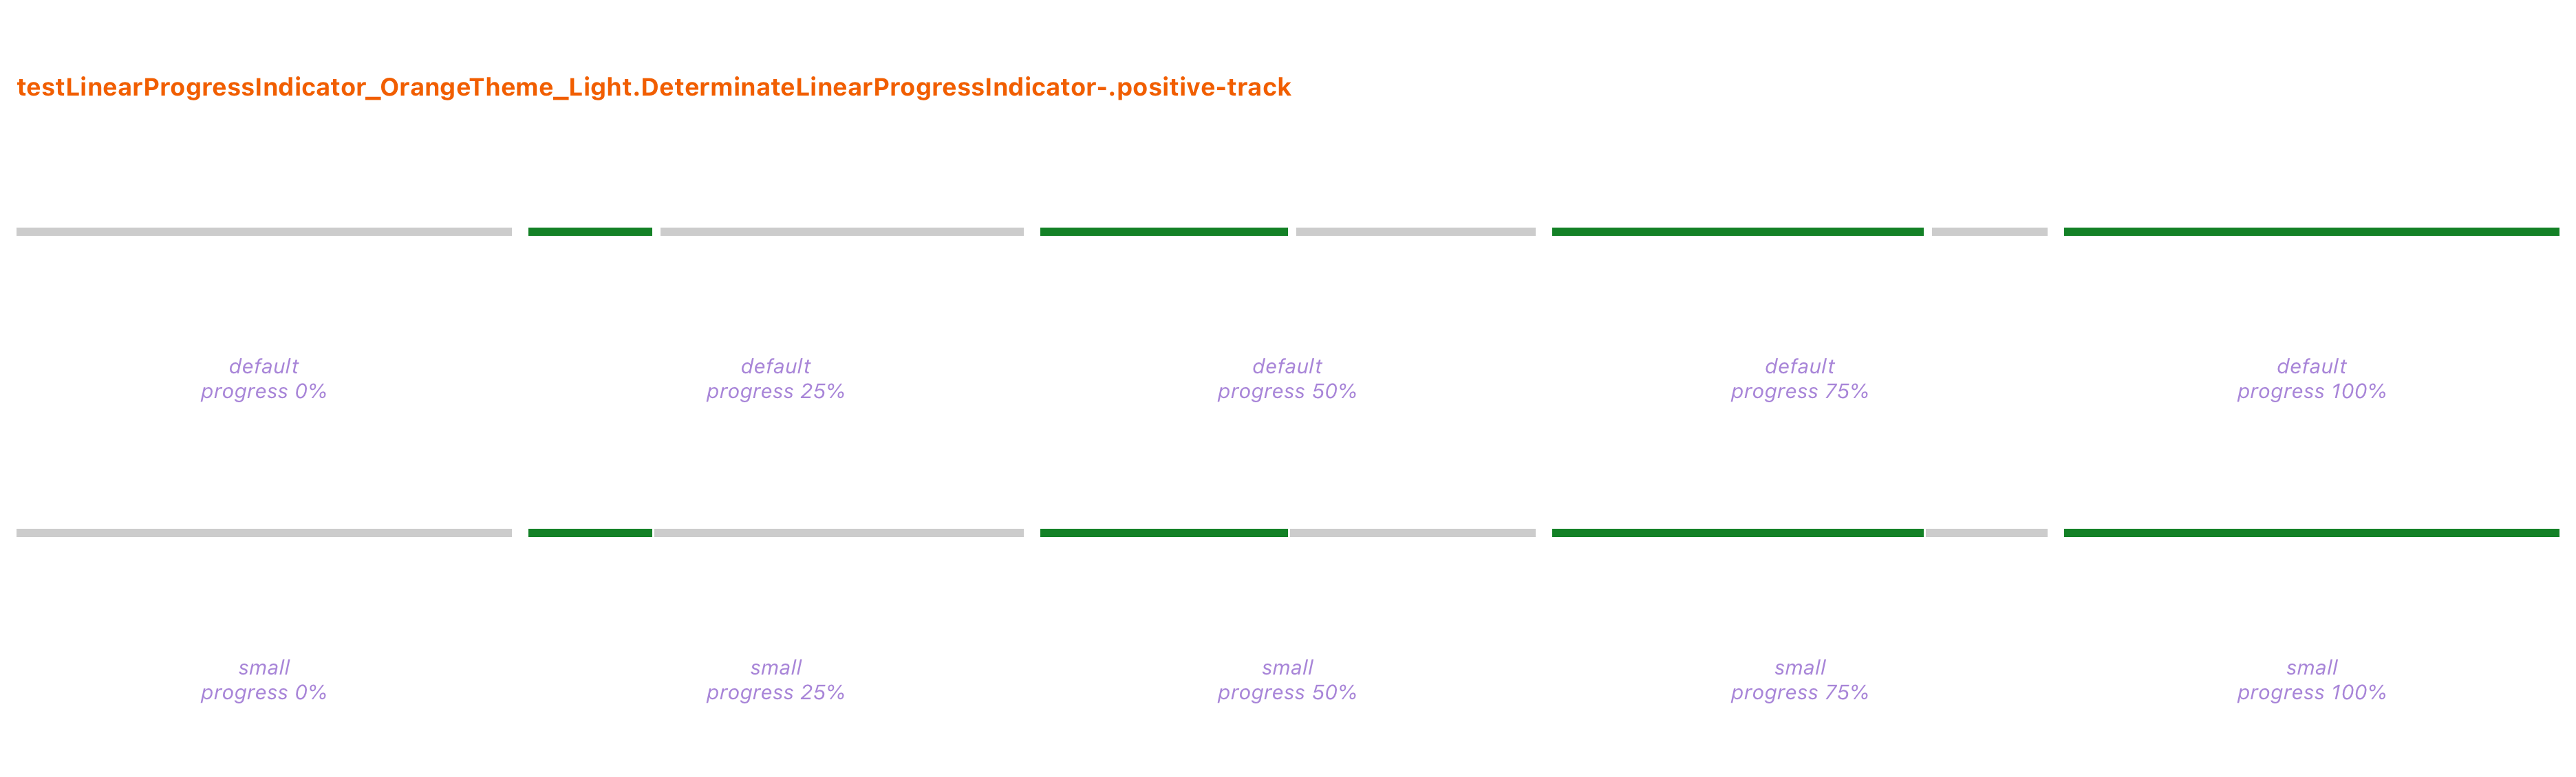 testLinearProgressIndicator_OrangeTheme_Light.DeterminateLinearProgressIndicator-.positive-track
default
progress 0%
default
progress 25%
default
progress 50%
default
progress 75%
default
progress 100%
small
progress 0%
small
progress 25%
small
progress 50%
small
progress 75%
small
progress 100%